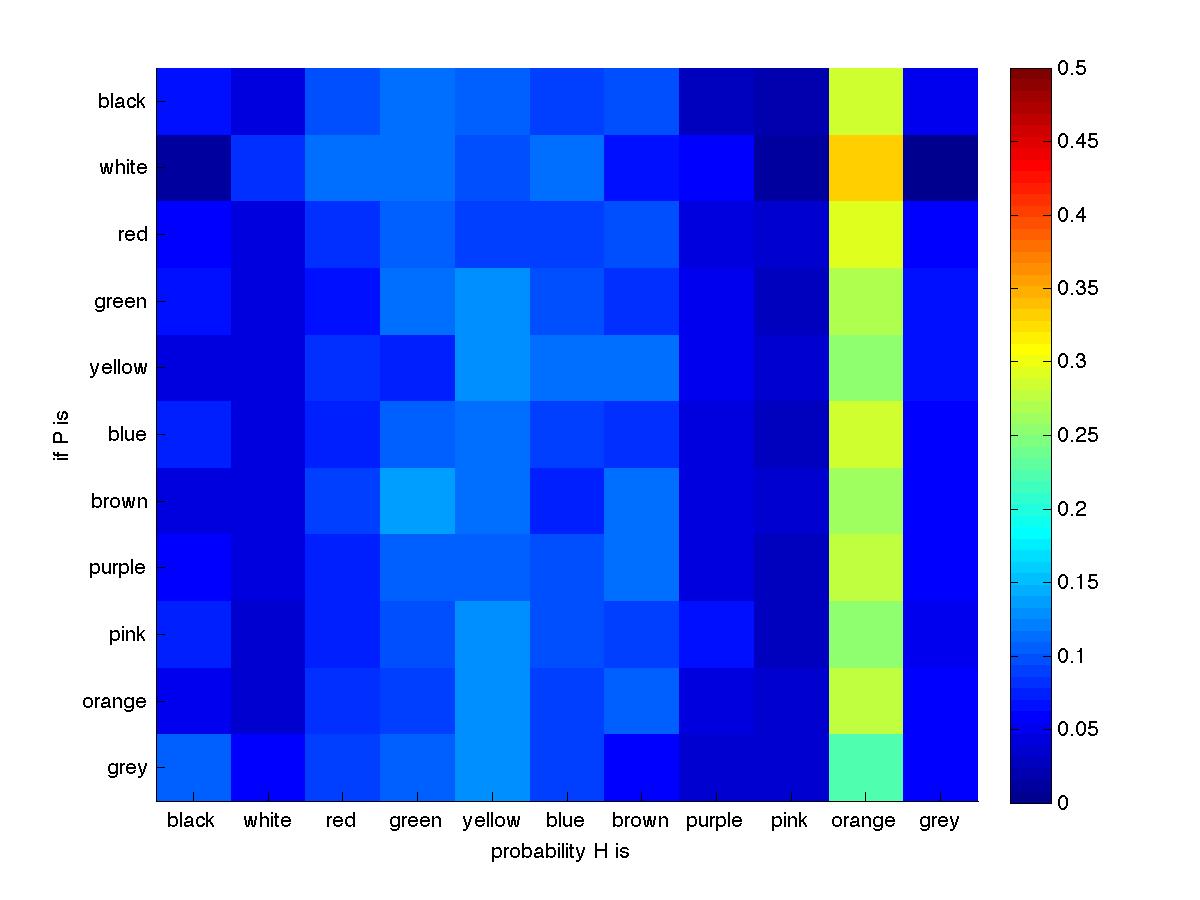 black
white
red
green
yellow
blue
brown
purple
pink
orange
grey
if P is
black white red green yellow blue brown purple pink orange grey
probability H is
0.5
0.45
0.4
0.35
0.3
0.25
0.2
0.15
0.1
0.05
0